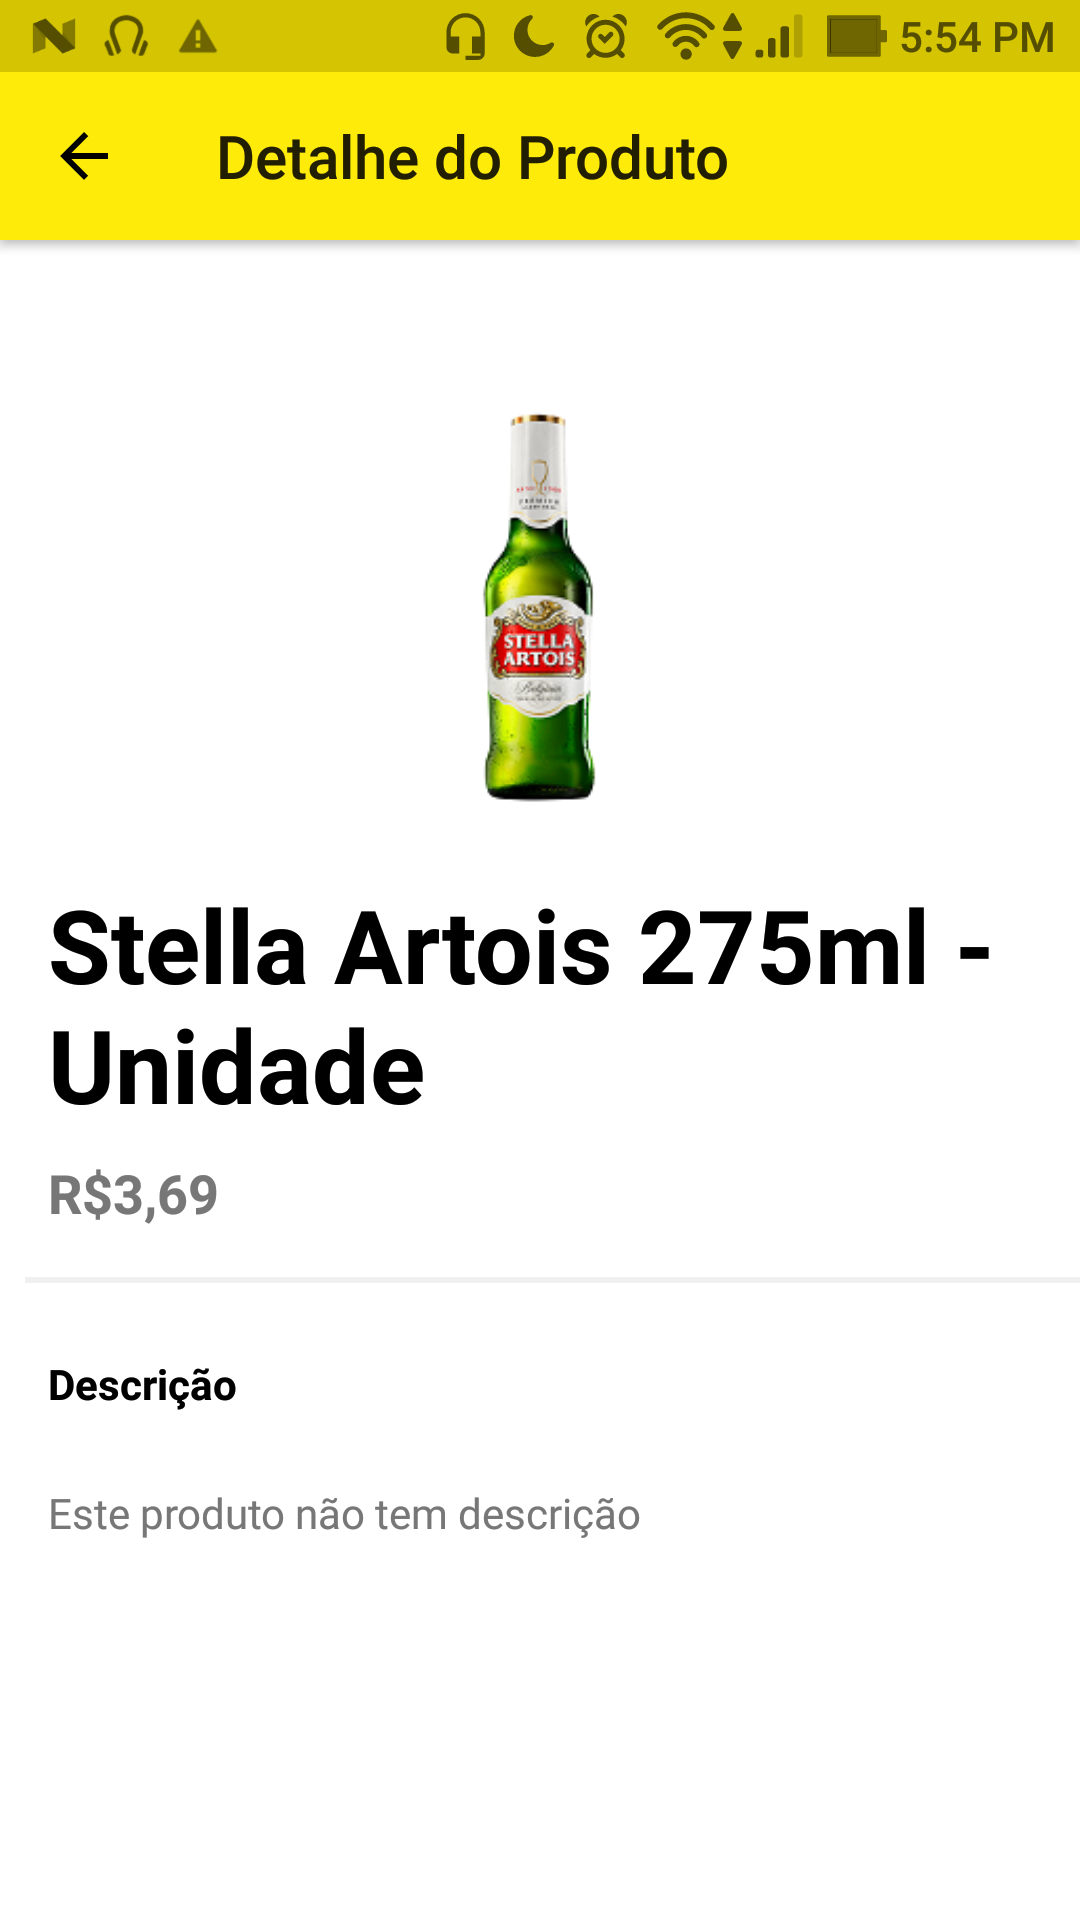 5:54 PM
Detalhe do Produto
STELLA
ARTOIS
Stella Artois 275ml -
Unidade
R$3,69
Descrição
Este produto não tem descrição